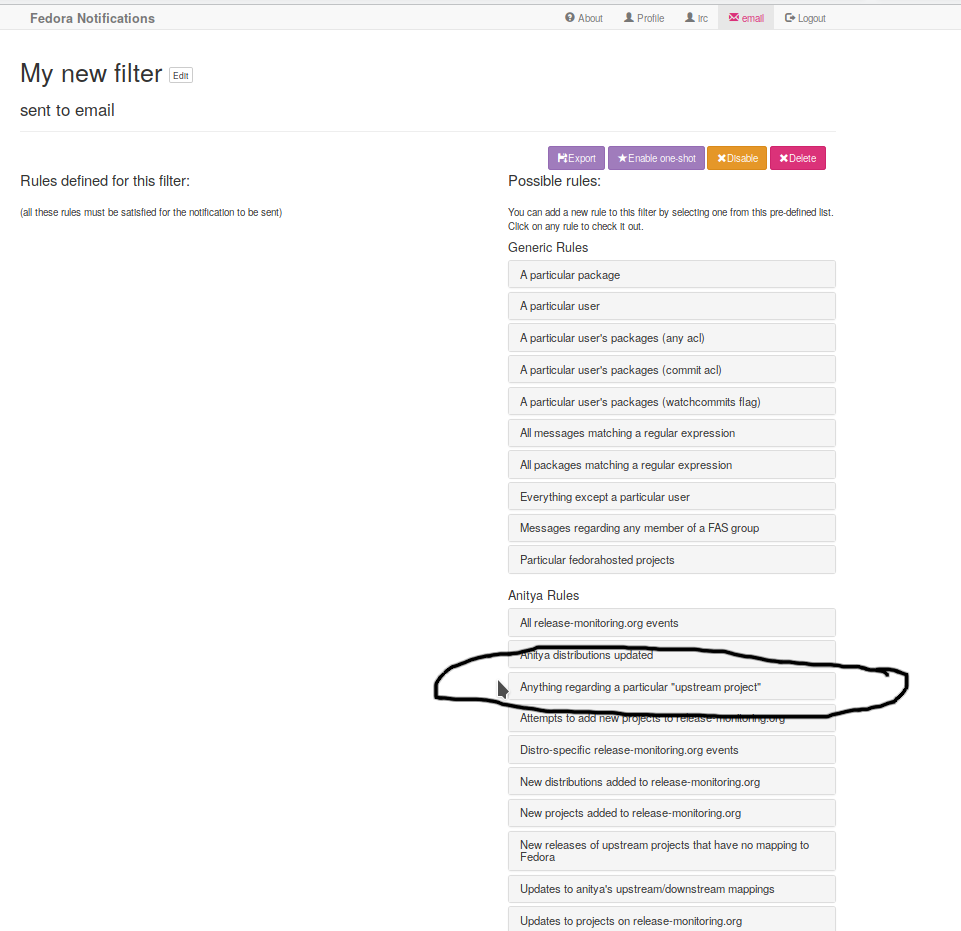 Fedora Notifications
About
Profile
Irc
email
Logout
My new filter
Edit
sent to email
Export
Enable one-shot
Disable
Delete
Rules defined for this filter:
(all these rules must be satisfied for the notification to be sent)
Possible rules:
You can add a new rule to this filter by selecting one from this pre-defined list.
Click on any rule to check it out.
Generic Rules
A particular package
A particular user
A particular user's packages (any acl)
A particular user's packages (commit acl)
A particular user's packages (watchcommits flag)
All messages matching a regular expression
All packages matching a regular expression
Everything except a particular user
Messages regarding any member of a FAS group
Particular fedorahosted projects
Anitya Rules
All release-monitoring.org events
Anitya distributions updated
Anything regarding a particular "upstream project"
Attempts to add new projects to release-monitoring.org
Distro-specific release-monitoring.org events
New distributions added to release-monitoring.org
New projects added to release-monitoring.org
New releases of upstream projects that have no mapping to
Fedora
Updates to anitya's upstream/downstream mappings
Updates to projects on release-monitoring.org